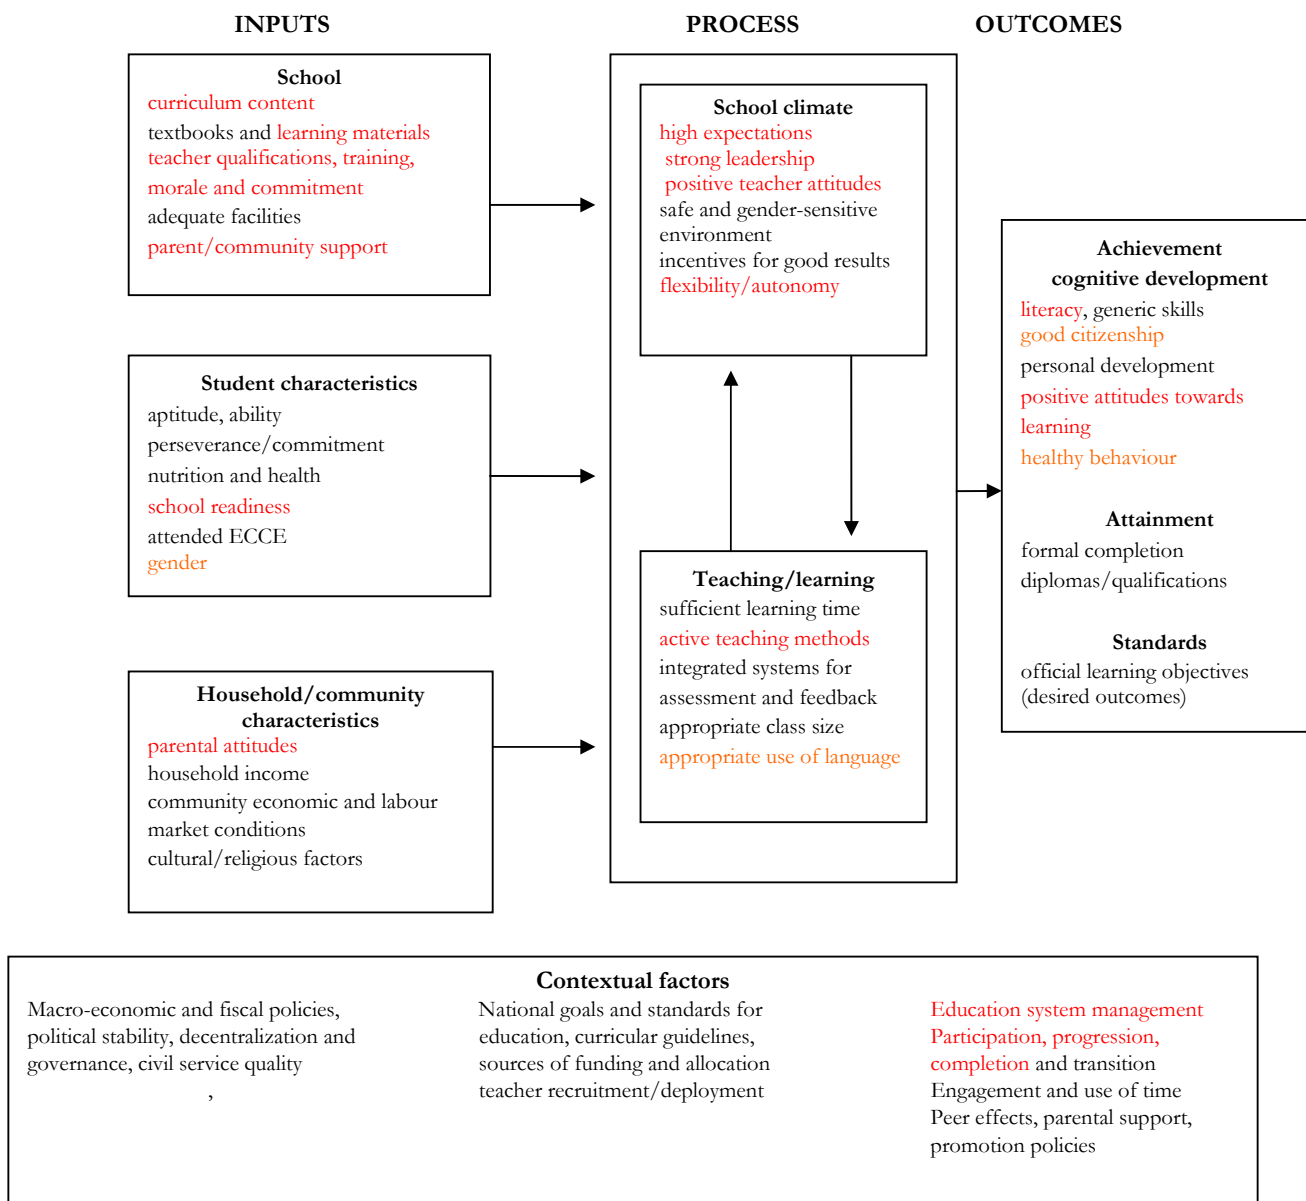 INPUTS
PROCESS
OUTCOMES
School
curriculum content
textbooks and learning materials
teacher qualifications, training,
morale and commitment
adequate facilities
parent/community support
Student characteristics
aptitude, ability
perseverance/commitment
nutrition and health
school readiness
attended ECCE
gender
Household/community
characteristics
parental attitudes
household income
community economic and labour
market conditions
cultural/religious factors
School climate
high expectations
strong leadership
positive teacher attitudes
safe and gender-sensitive
environment
incentives for good results
flexibility/autonomy
Teaching/learning
sufficient learning time
active teaching methods
integrated systems for
assessment and feedback
appropriate class size
appropriate use of language
Achievement
cognitive development
literacy, generic skills
good citizenship
personal development
positive attitudes towards
learning
healthy behaviour
Attainment
formal completion
diplomas/qualifications
Standards
official learning objectives
(desired outcomes)
Contextual factors
Macro-economic and fiscal policies,
political stability, decentralization and
governance, civil service quality
,
National goals and standards for
education, curricular guidelines,
sources of funding and allocation
teacher recruitment/deployment
Education system management
Participation, progression,
completion and transition
Engagement and use of time
Peer effects, parental support,
promotion policies